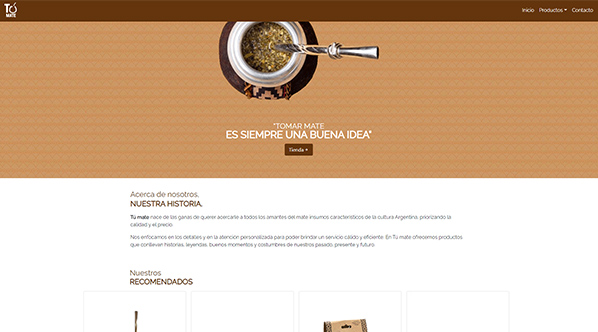 TÚ
MATE
Inicio
Productos
Contacto
"TOMAR MATE
ES SIEMPRE UNA BUENA IDEA"
Tienda +
Acerca de nosotros,
NUESTRA HISTORIA.
Tú mate nace de las ganas de querer acercarle a todos los amantes del mate insumos característicos de la cultura Argentina, priorizando la
calidad y el precio.
Nos enfocamos en los detalles y en la atención personalizada para poder brindar un servicio cálido y eficiente. En Tú mate ofrecemos productos
que conllevan historias, leyendas, buenos momentos y costumbres de nuestro pasado, presente y futuro.
Nuestros
RECOMENDADOS